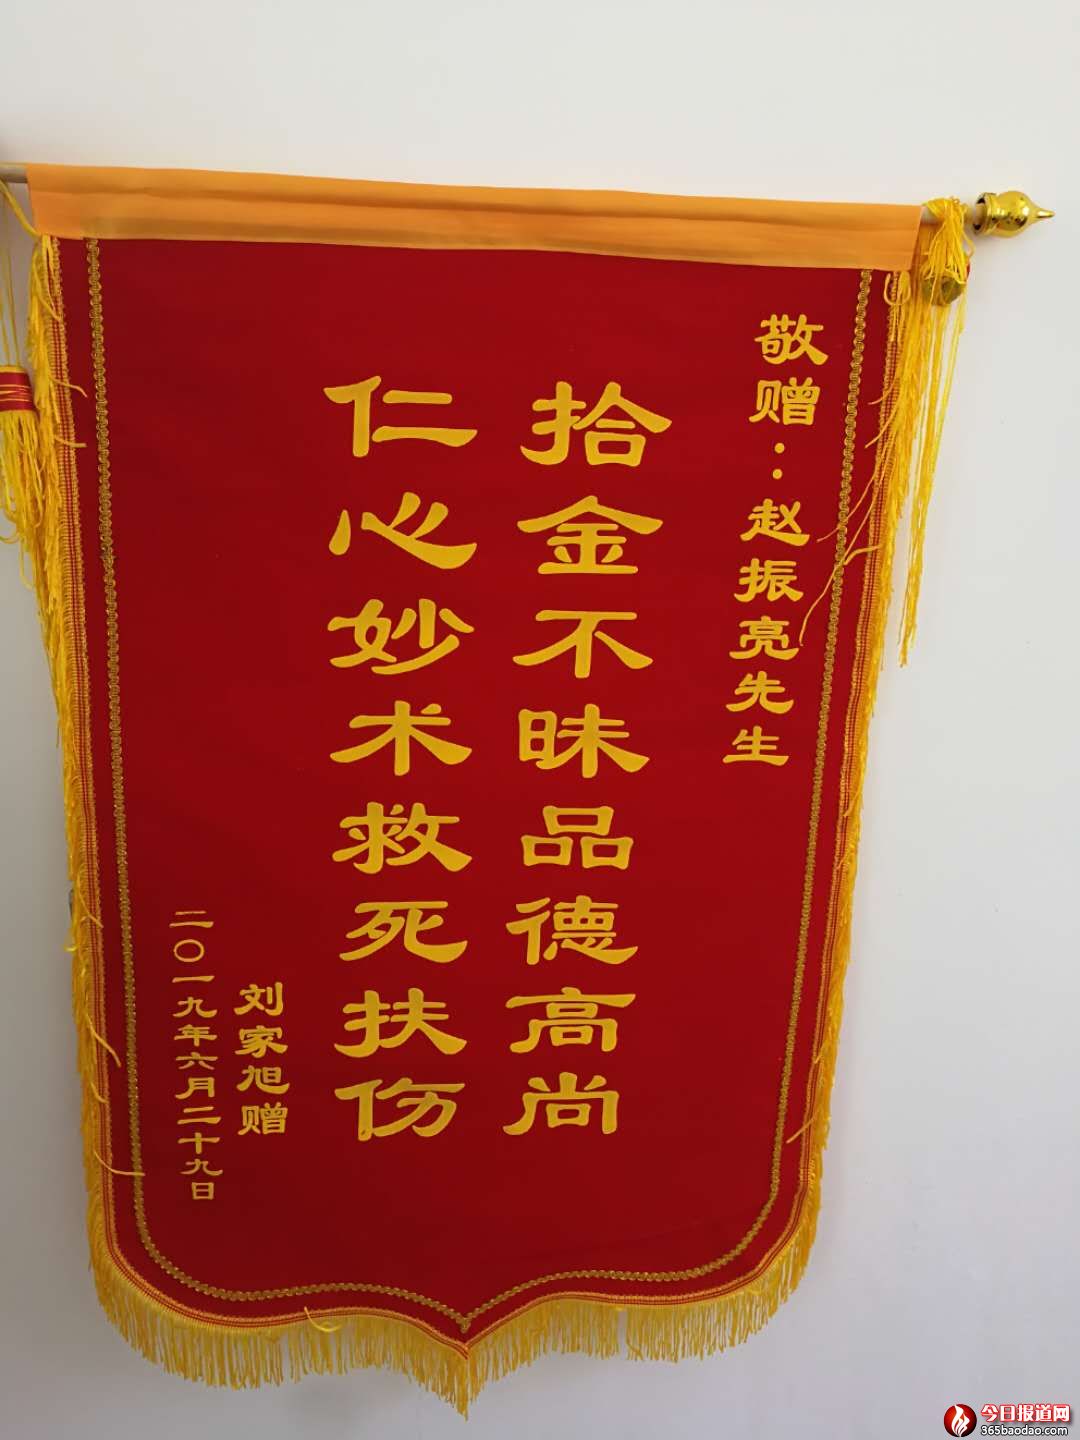 敬赠：赵振亮先生
拾金不昧品德高尚
仁心妙术救死扶伤
刘家旭赠
二〇一九年六月二十九日
今日报道网
365baodao.com